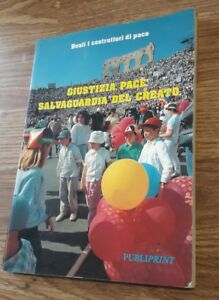 Beati i costruttori di pace
GIUSTIZIA, PACE,
SALVAGUARDIA DEL CREATO
PUBLIPRINT